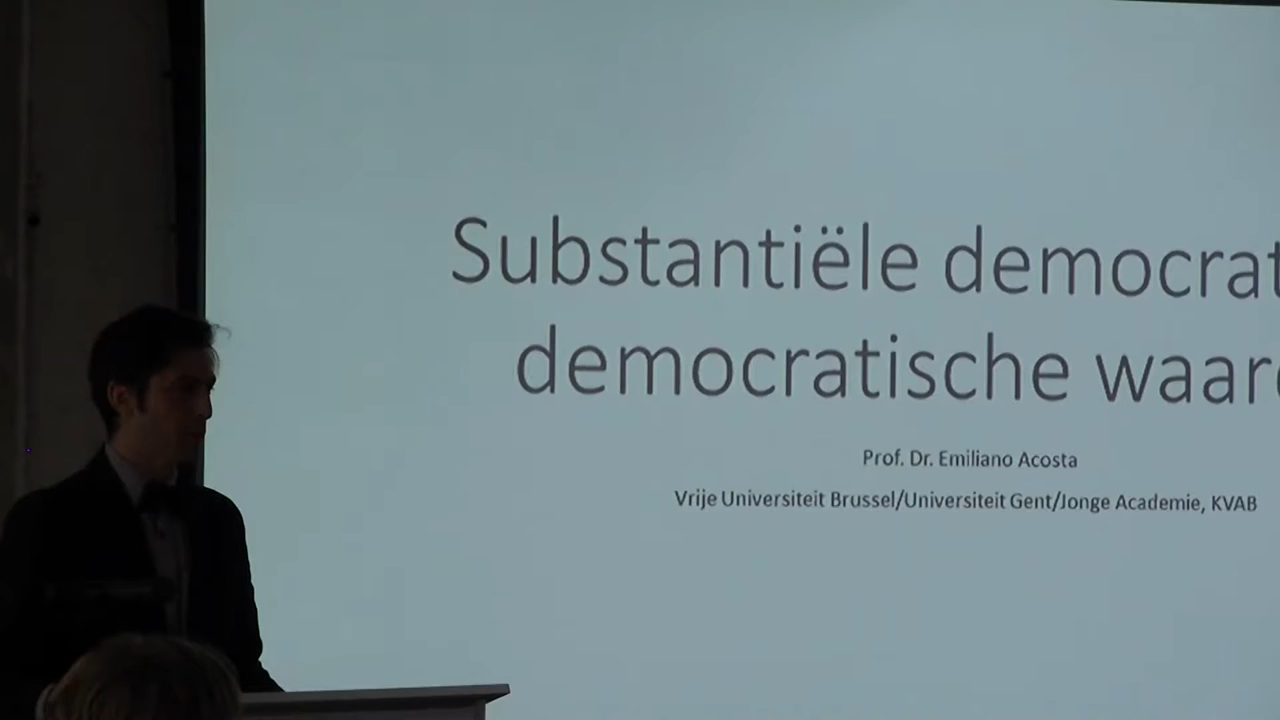 Substantiële democrat
democratische waar
Prof. Dr. Emiliano Acosta
Vrije Universiteit Brussel/Universiteit Gent/Jonge Academie, KVAB